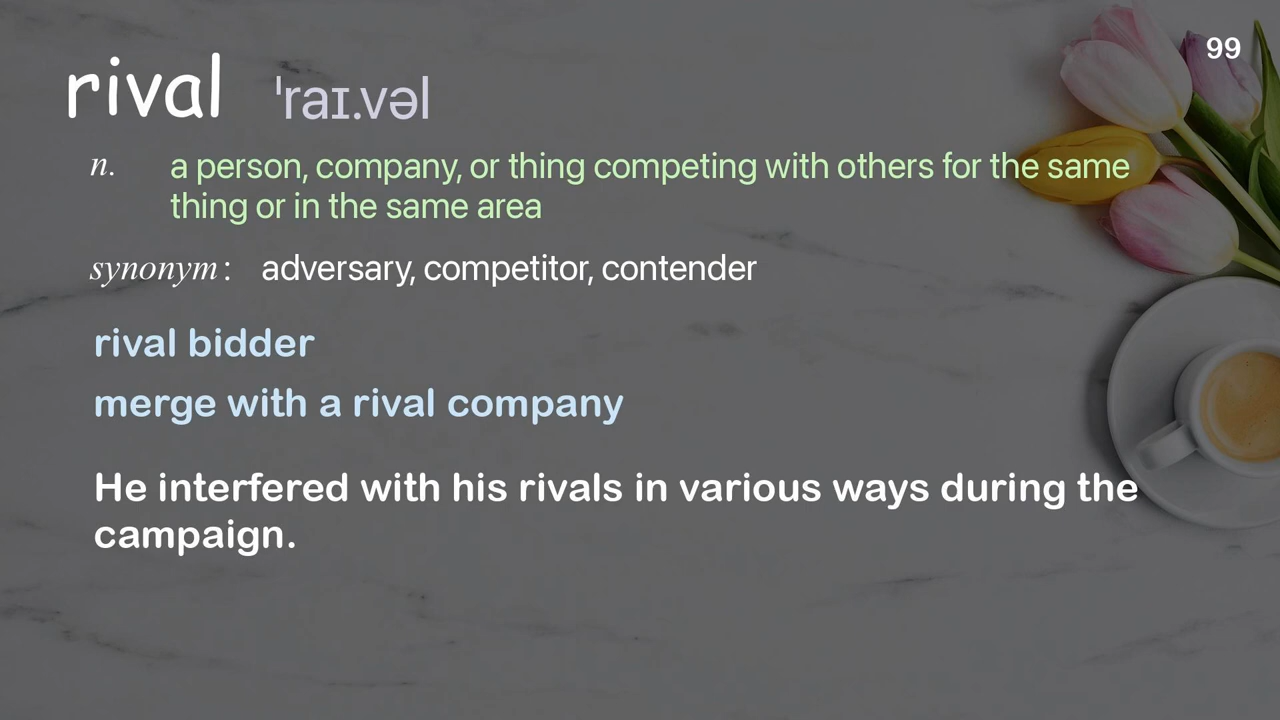 99
rival ˈraɪ.vəl
n. a person, company, or thing competing with others for the same
thing or in the same area
synonym: adversary, competitor, contender
rival bidder
merge with a rival company
He interfered with his rivals in various ways during the
campaign.